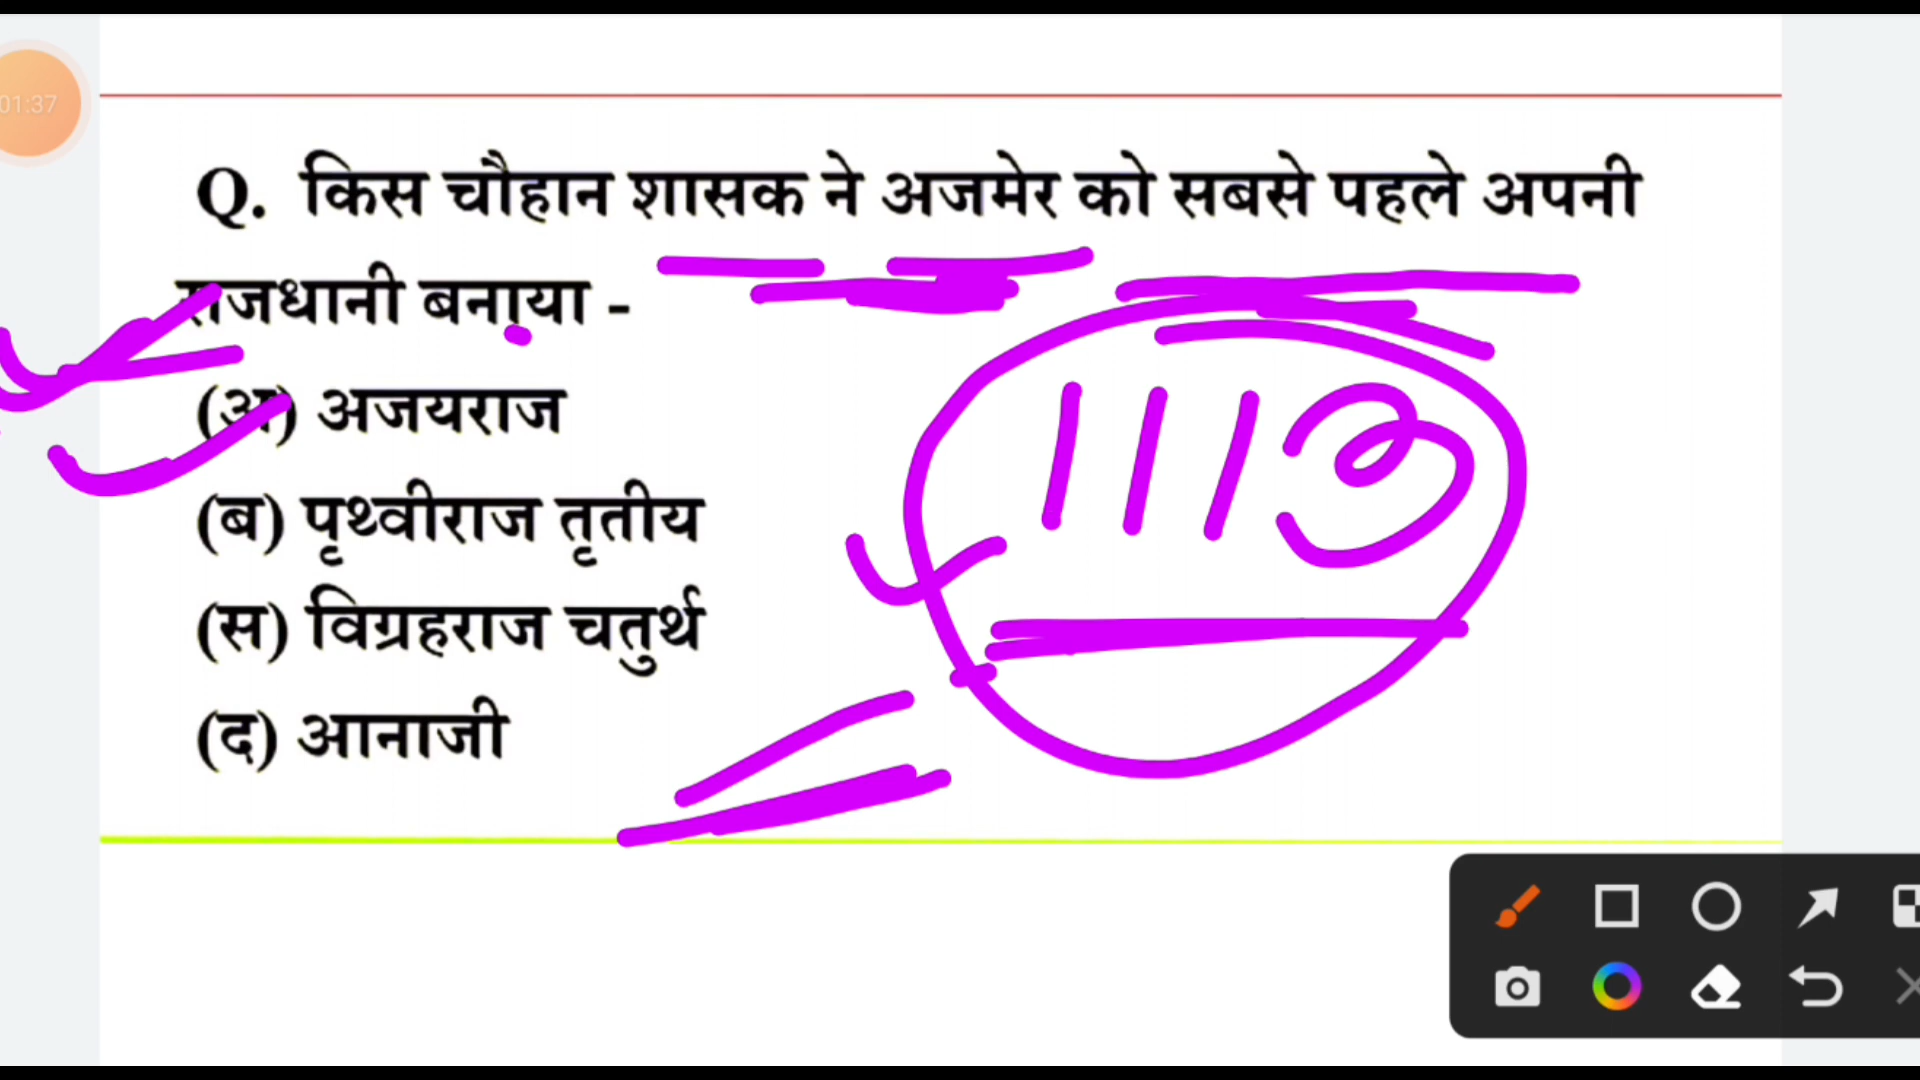 01:37
Q. किस चौहान शासक ने अजमेर को सबसे पहले अपनी
राजधानी बनाया -
(अ) अजयराज
1113
(ब) पृथ्वीराज तृतीय
(स) विग्रहराज चतुर्थ
(द) आनाजी